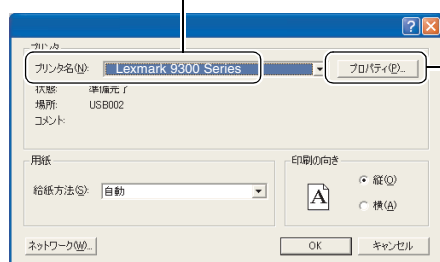 プリンタ
プリンタ名(N): Lexmark 9300 Series プロパティ(P)...
状態: 準備完了
場所: USB002
コメント:
用紙 印刷の向き
給紙方法(S): 自動
A
縦(O)
横(A)
ネットワーク(W)... OK キャンセル